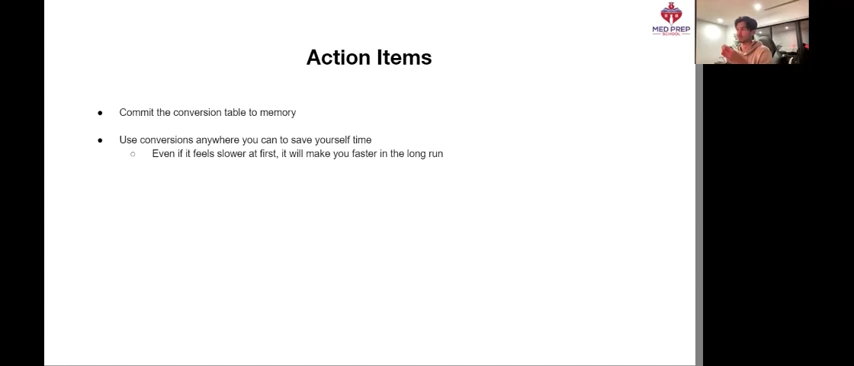 MED PREP
SCHOOL
Action Items
● Commit the conversion table to memory
● Use conversions anywhere you can to save yourself time
○ Even if it feels slower at first, it will make you faster in the long run